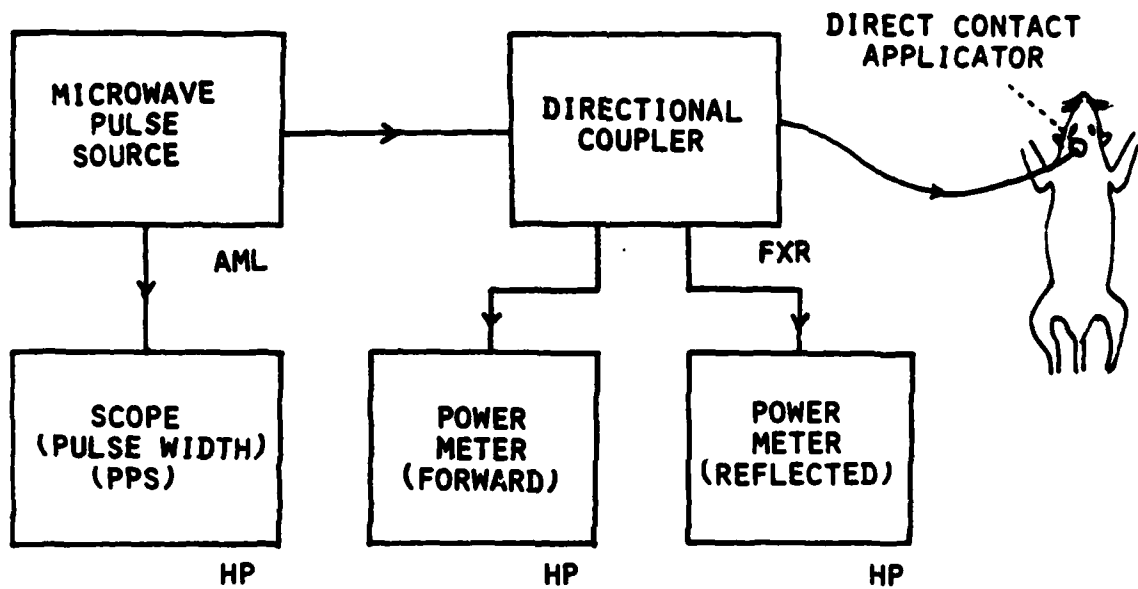 DIRECT CONTACT
APPLICATOR
MICROWAVE
PULSE
SOURCE
DIRECTIONAL
COUPLER
AML
FXR
SCOPE
(PULSE WIDTH)
(PPS)
POWER
METER
(FORWARD)
POWER
METER
(REFLECTED)
HP
HP
HP